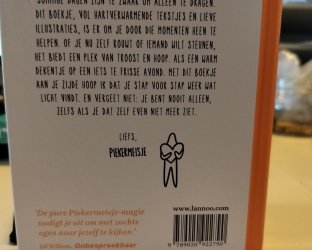 SOMMIGE DAGEN ZIJN TE ZWAAR OM ALLEEN TE DRAGEN.
DIT BOEKJE, VOL HARTVERWARMENDE TEKSTJES EN LIEVE
ILLUSTRATIES, IS ER OM JE DOOR DIE MOMENTEN HEEN TE
HELPEN. OF JE NU ZELF ROUWT OF IEMAND WILT STEUNEN,
HET BIEDT EEN PLEK VAN TROOST EN HOOP. ALS EEN WARM
DEKENTJE OP EEN IETS TE FRISSE AVOND. MET DIT BOEKJE
AAN JE ZIJDE HOOP IK DAT JE STAP VOOR STAP WEER WAT
LICHT VINDT. EN VERGEET NIET: JE BENT NOOIT ALLEEN,
ZELFS ALS JE DAT ZELF EVEN NIET MEER ZIET.
LIEFS,
PIEKERMEISJE
'De pure Piekermeisje-magie
nodigt je uit om met zachte
ogen naar jezelf te kijken.'
Jef Willem, Onbespreekbaar
www.lannoo.com